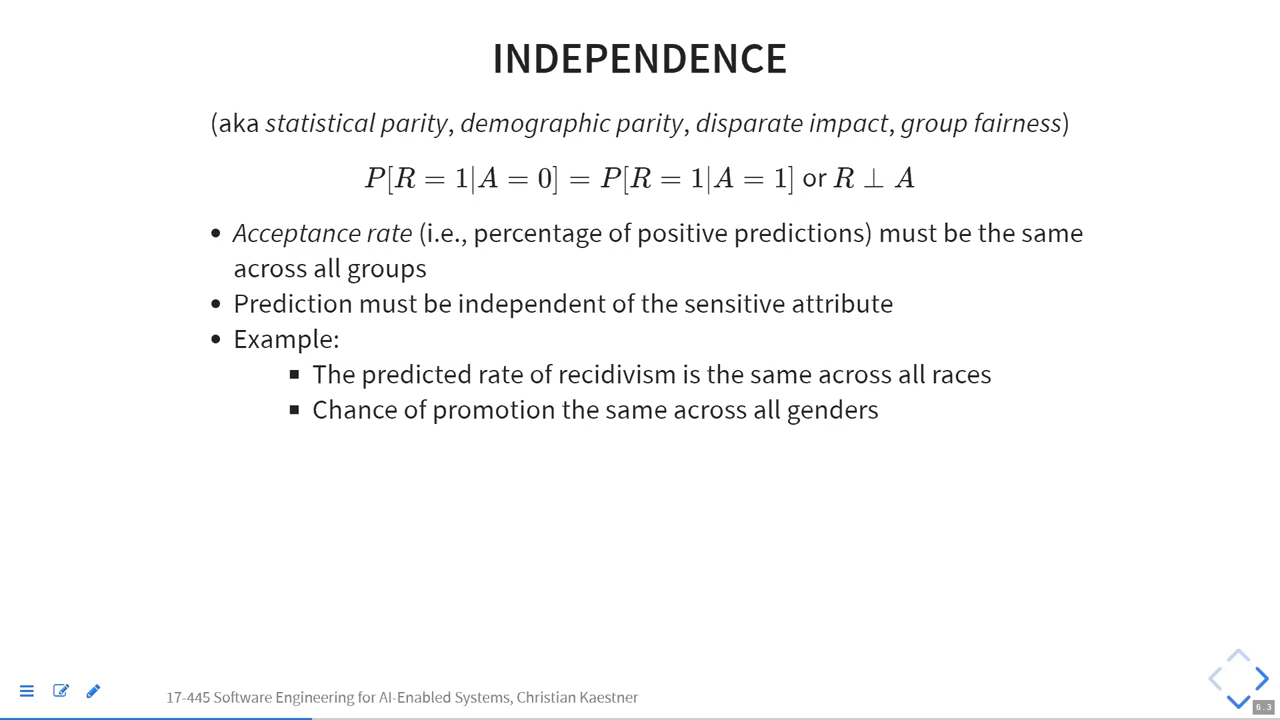 INDEPENDENCE
(aka statistical parity, demographic parity, disparate impact, group fairness)
P[R = 1|A = 0] = P[R = 1|A = 1] or R ⊥ A
• Acceptance rate (i.e., percentage of positive predictions) must be the same
across all groups
• Prediction must be independent of the sensitive attribute
• Example:
▪ The predicted rate of recidivism is the same across all races
▪ Chance of promotion the same across all genders
17-445 Software Engineering for AI-Enabled Systems, Christian Kaestner
6.3